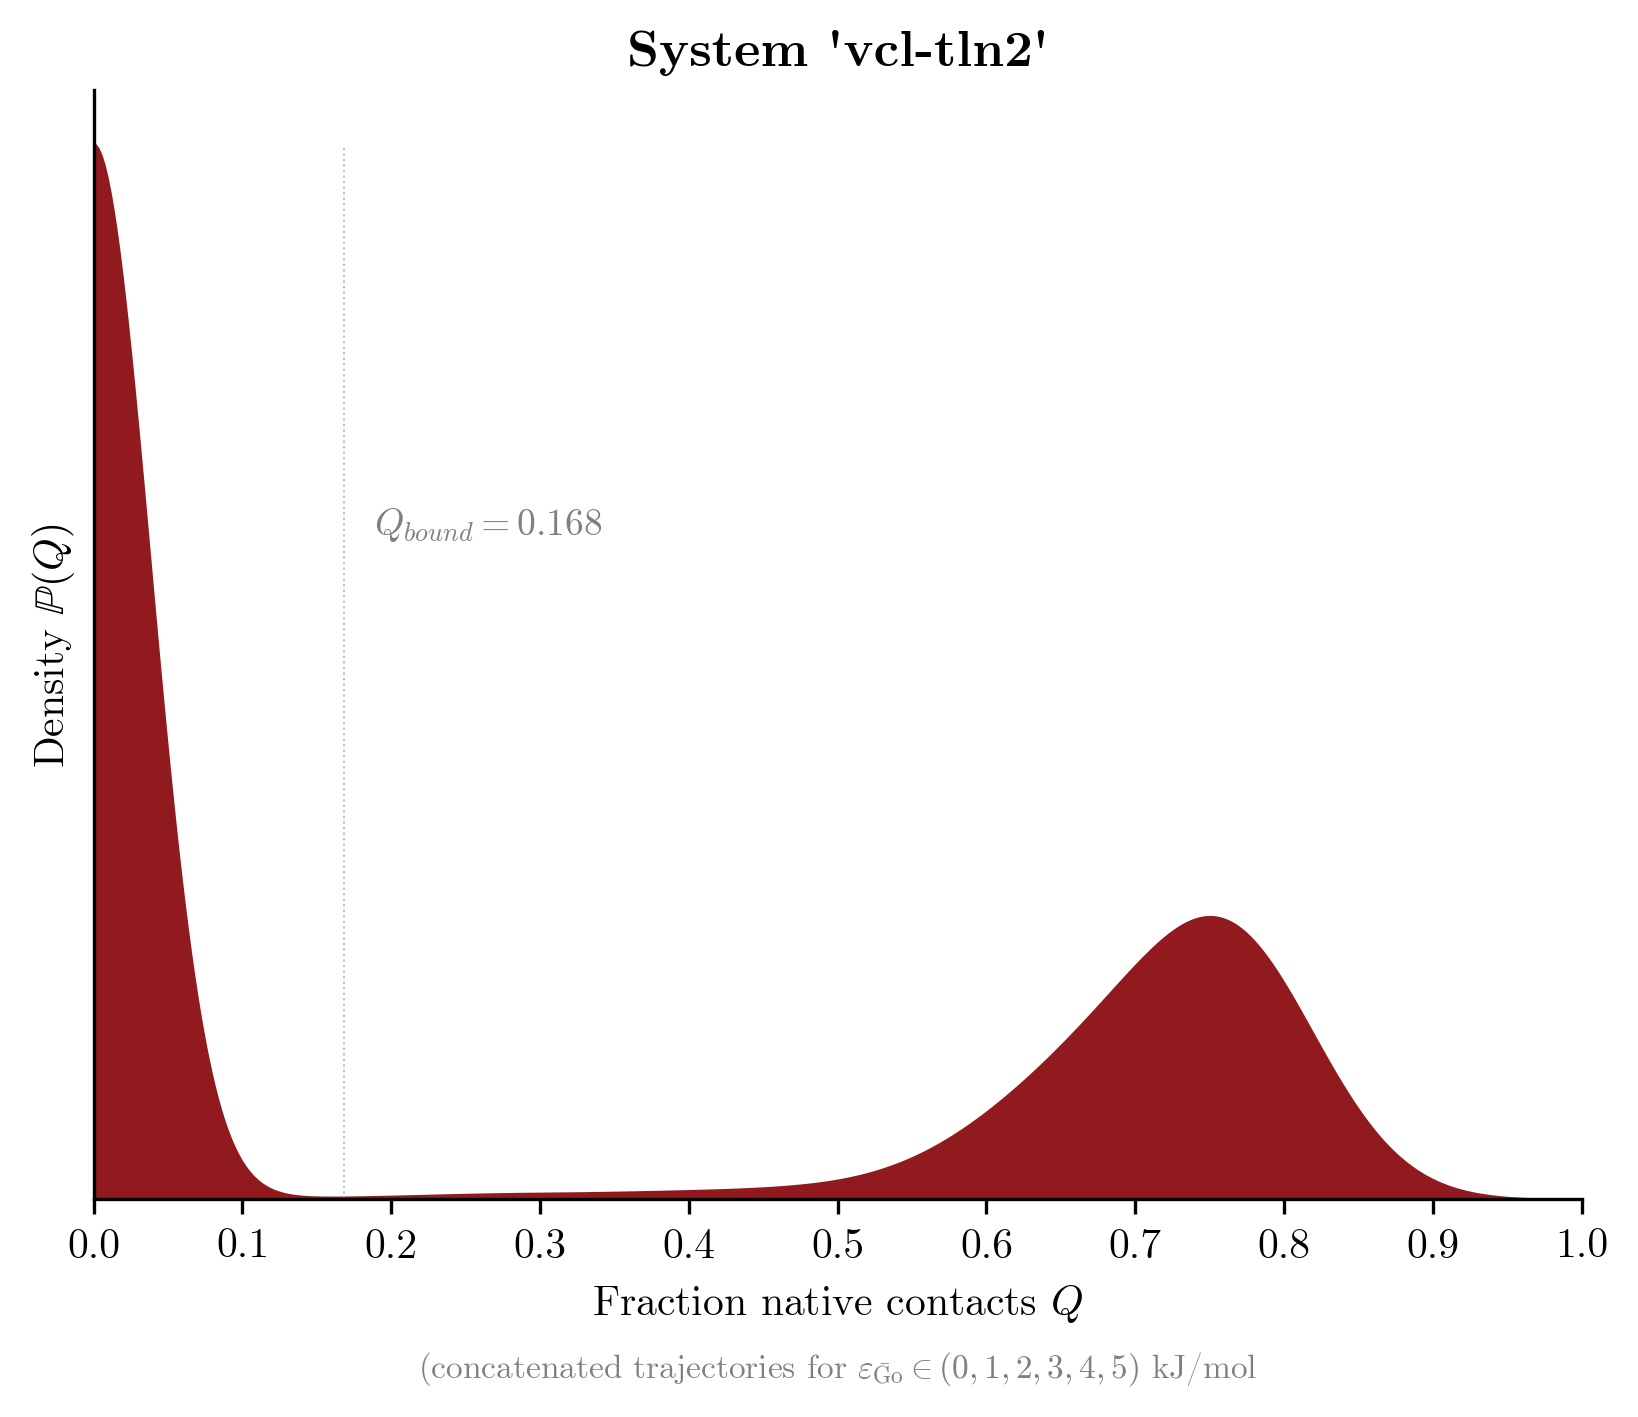 System 'vcl-tln2'
Density ℙ(Q)
Q_bound = 0.168
0.0 0.1 0.2 0.3 0.4 0.5 0.6 0.7 0.8 0.9 1.0
Fraction native contacts Q
(concatenated trajectories for ε_Ḡo ∈ (0, 1, 2, 3, 4, 5) kJ/mol